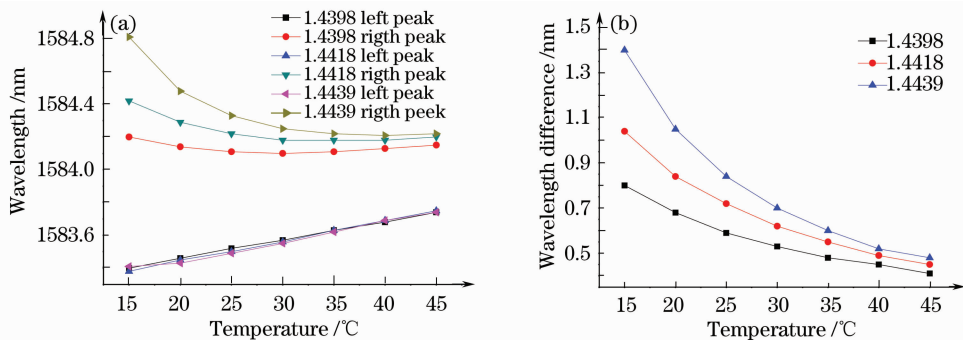 (a)
1.4398 left peak
1.4398 rigth peak
1.4418 left peak
1.4418 rigth peak
1.4439 left peak
1.4439 rigth peek
1584.8
1584.4
1584.0
1583.6
Wavelength /nm
15 20 25 30 35 40 45
Temperature /℃
(b)
1.4398
1.4418
1.4439
1.5
1.3
1.1
0.9
0.7
0.5
Wavelength difference /nm
15 20 25 30 35 40 45
Temperature /℃